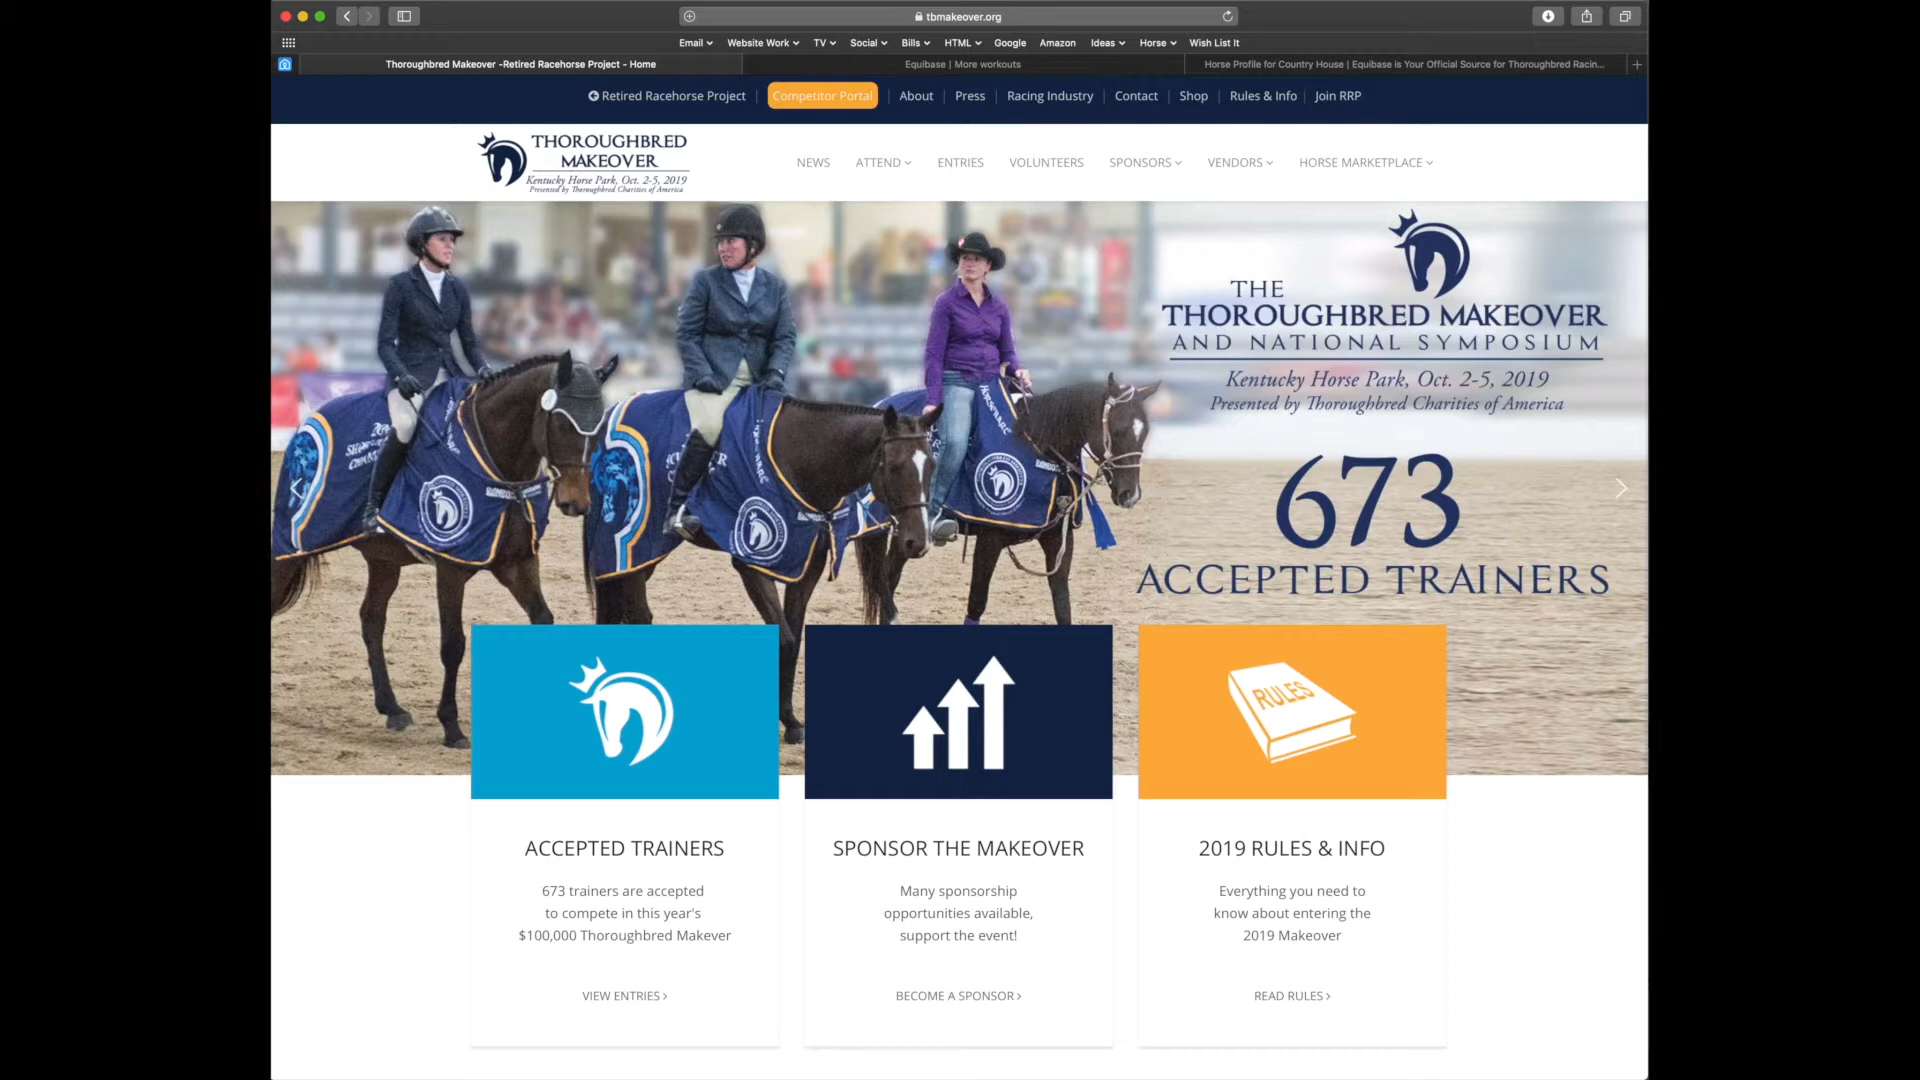 tbmakeover.org
Email Website Work TV Social Bills HTML Google Amazon Ideas Horse Wish List It
Thoroughbred Makeover -Retired Racehorse Project - Home
Equibase | More workouts
Horse Profile for Country House | Equibase is Your Official Source for Thoroughbred Racin...
Retired Racehorse Project | Competitor Portal | About | Press | Racing Industry | Contact | Shop | Rules & Info | Join RRP
THOROUGHBRED
MAKEOVER
Kentucky Horse Park, Oct. 2-5, 2019
Presented by Thoroughbred Charities of America
NEWS ATTEND ENTRIES VOLUNTEERS SPONSORS VENDORS HORSE MARKETPLACE
THE
THOROUGHBRED MAKEOVER
AND NATIONAL SYMPOSIUM
Kentucky Horse Park, Oct. 2-5, 2019
Presented by Thoroughbred Charities of America
673
ACCEPTED TRAINERS
RULES
ACCEPTED TRAINERS
673 trainers are accepted
to compete in this year's
$100,000 Thoroughbred Makever
VIEW ENTRIES
SPONSOR THE MAKEOVER
Many sponsorship
opportunities available,
support the event!
BECOME A SPONSOR
2019 RULES & INFO
Everything you need to
know about entering the
2019 Makeover
READ RULES